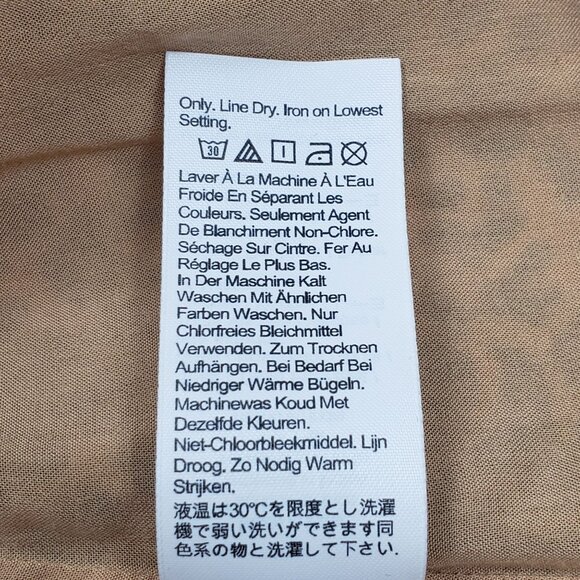 Only. Line Dry. Iron on Lowest
Setting.
30
Laver À La Machine À L'Eau
Froide En Séparant Les
Couleurs. Seulement Agent
De Blanchiment Non-Chlore.
Séchage Sur Cintre. Fer Au
Réglage Le Plus Bas.
In Der Maschine Kalt
Waschen Mit Ähnlichen
Farben Waschen. Nur
Chlorfreies Bleichmittel
Verwenden. Zum Trocknen
Aufhängen. Bei Bedarf Bei
Niedriger Wärme Bügeln.
Machinewas Koud Met
Dezelfde Kleuren.
Niet-Chloorbleekmiddel. Lijn
Droog. Zo Nodig Warm
Strijken.
液温は30℃を限度とし洗濯
機で弱い洗いができます同
色系の物と洗濯して下さい.